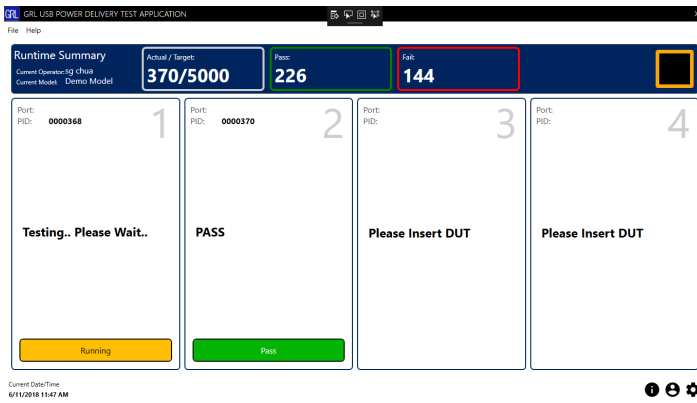 GRL GRL USB POWER DELIVERY TEST APPLICATION
File Help
Runtime Summary
Current Operator: sg chua
Current Model: Demo Model
Actual / Target:
370/5000
Pass:
226
Fail:
144
Port:
PID: 0000368
1
Testing.. Please Wait..
Running
Port:
PID: 0000370
2
PASS
Pass
Port:
PID:
3
Please Insert DUT
Port:
PID:
4
Please Insert DUT
Current Date/Time
6/11/2018 11:47 AM